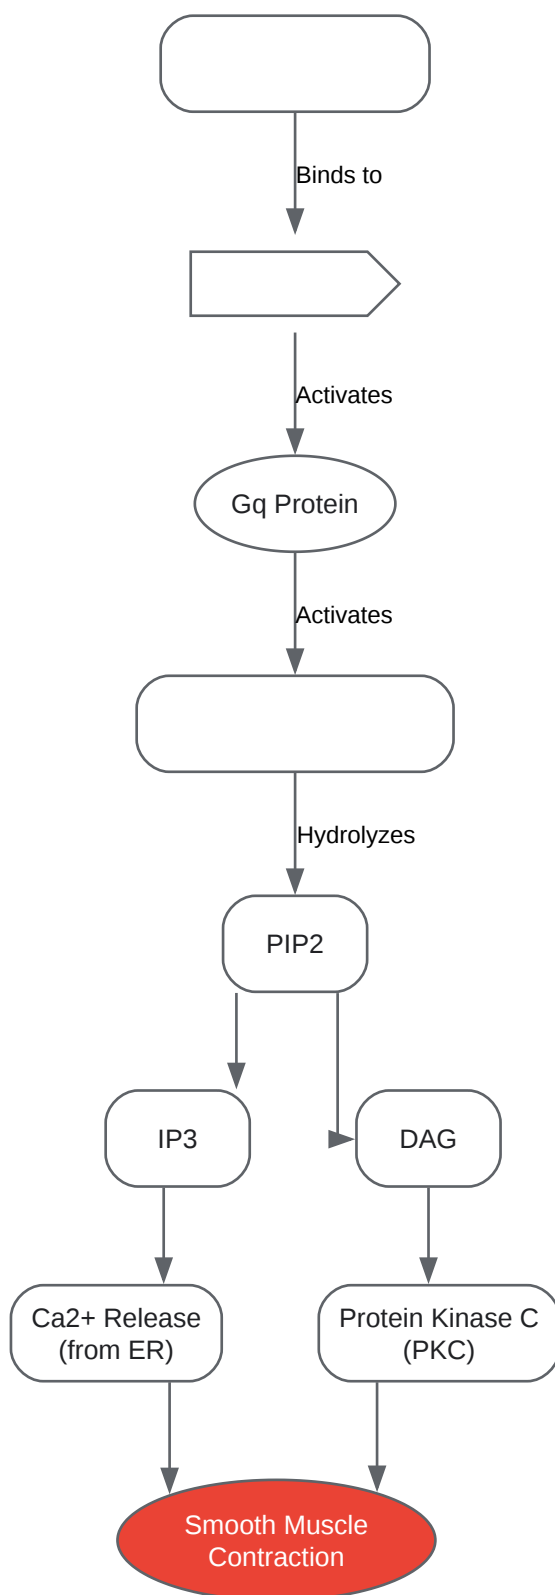 Binds to
Activates
Gq Protein
Activates
Hydrolyzes
PIP2
IP3
DAG
Ca2+ Release
(from ER)
Protein Kinase C
(PKC)
Smooth Muscle
Contraction